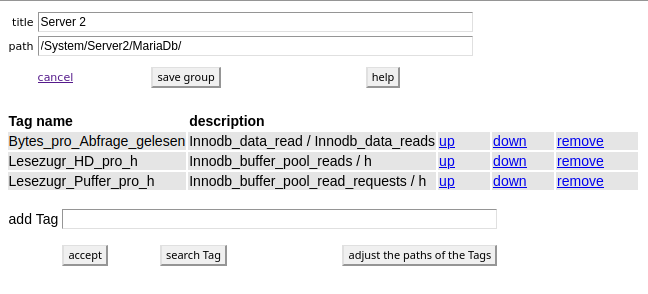 title Server 2
path /System/Server2/MariaDb/
cancel save group help
Tag name description
Bytes_pro_Abfrage_gelesen Innodb_data_read / Innodb_data_reads up down remove
Lesezugr_HD_pro_h Innodb_buffer_pool_reads / h up down remove
Lesezugr_Puffer_pro_h Innodb_buffer_pool_read_requests / h up down remove
add Tag
accept search Tag adjust the paths of the Tags